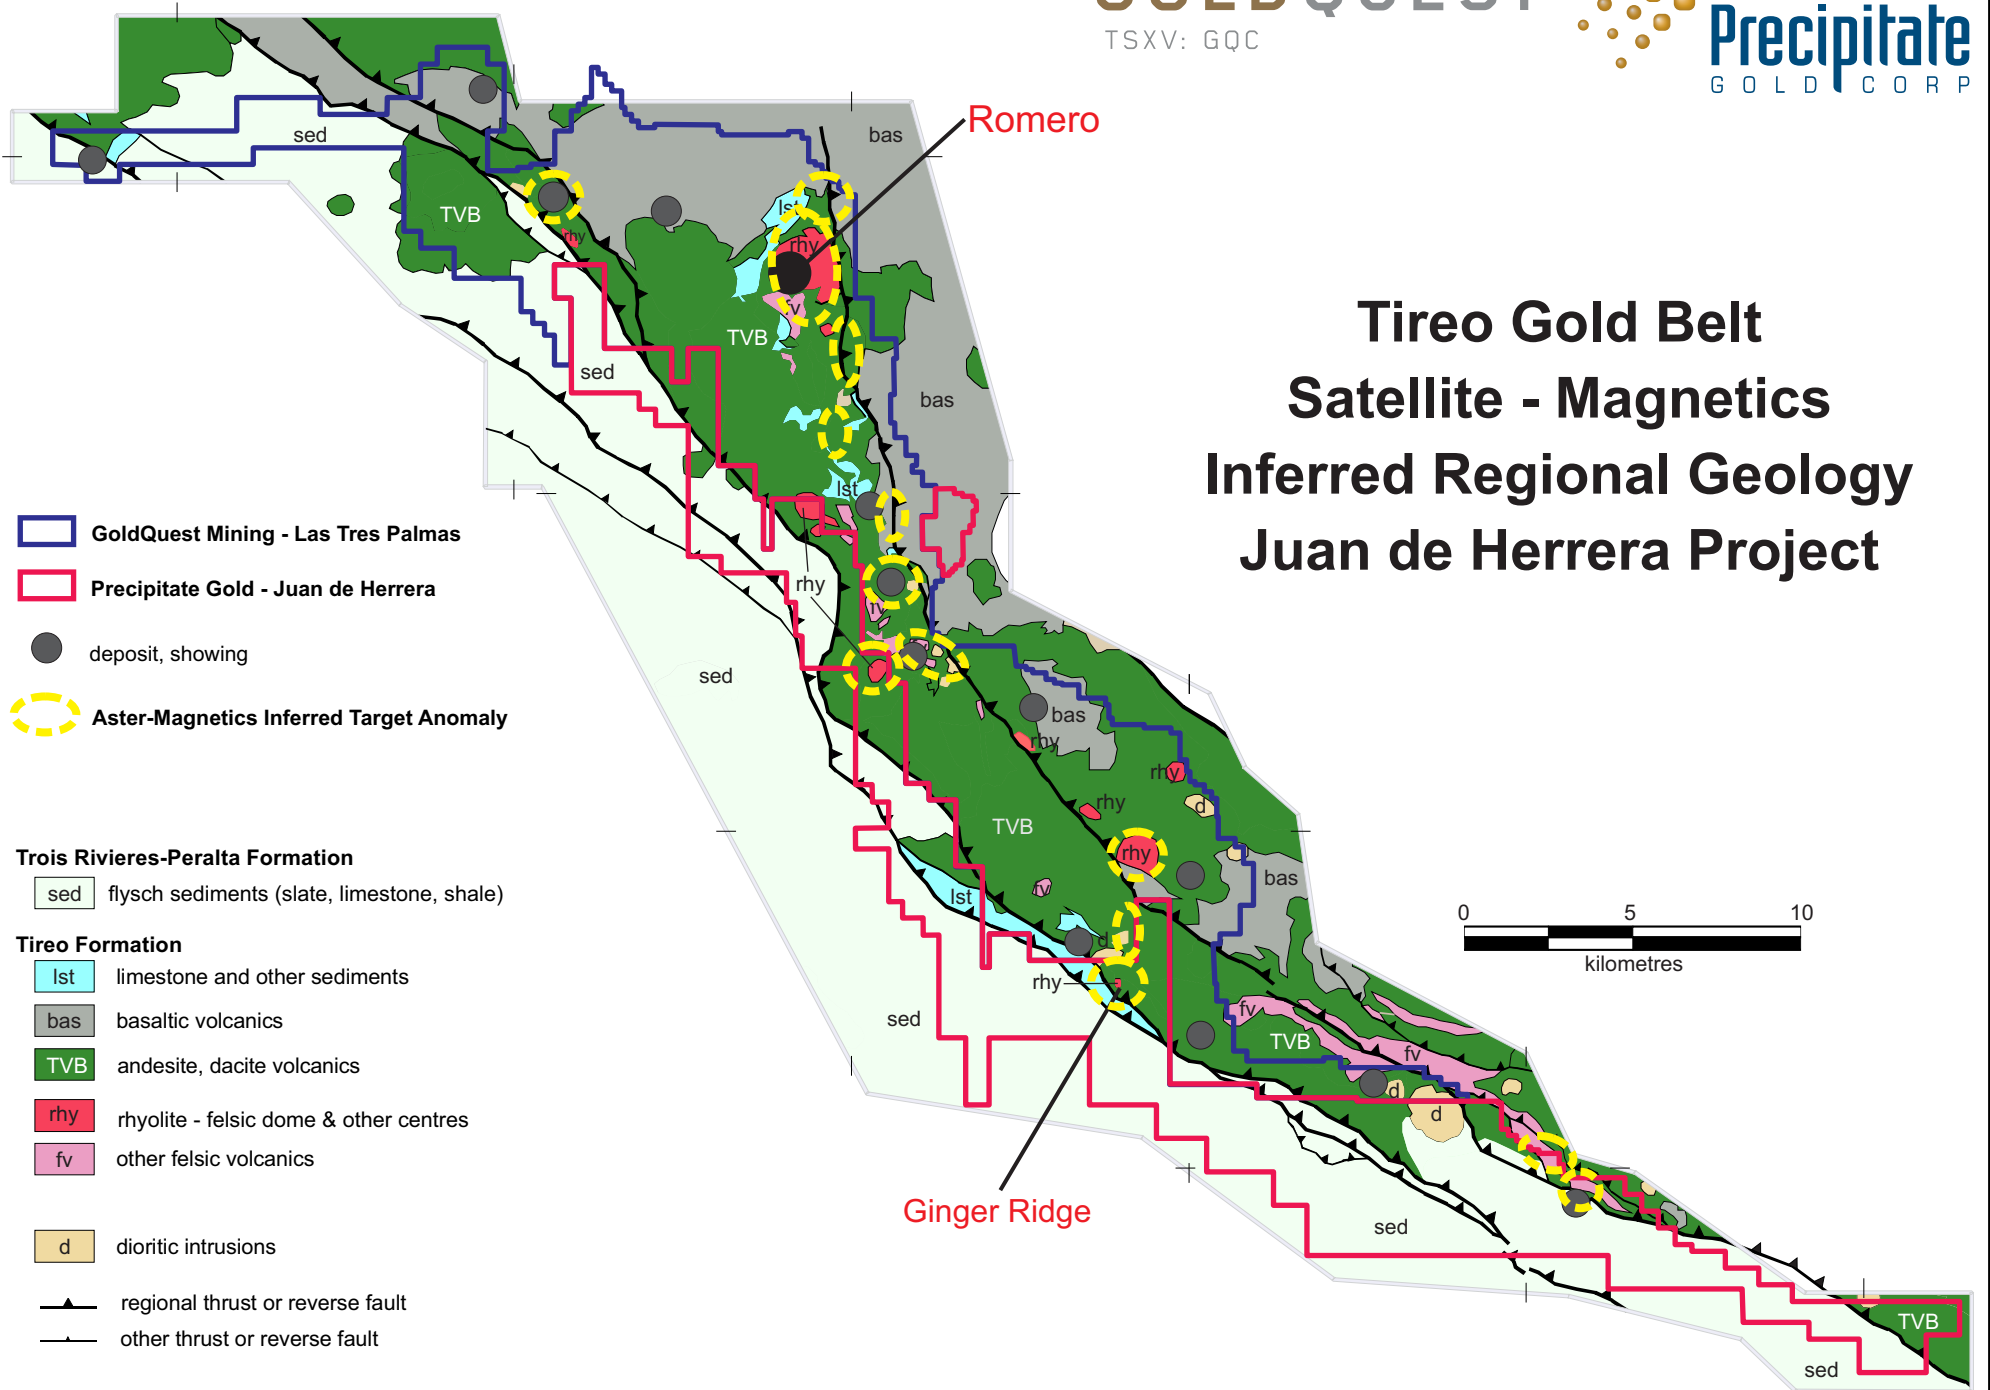 GOLDQUEST
TSXV: GQC
Precipitate
GOLD CORP
Romero
Tireo Gold Belt
Satellite - Magnetics
Inferred Regional Geology
Juan de Herrera Project
sed
bas
TVB
lst
rhy
rhy
fv
TVB
sed
bas
lst
rhy
fv
sed
bas
rhy
rhy
d
rhy
TVB
rhy
bas
lst
fv
d
rhy
sed
fv
TVB
fv
d
d
Ginger Ridge
sed
TVB
sed
GoldQuest Mining - Las Tres Palmas
Precipitate Gold - Juan de Herrera
deposit, showing
Aster-Magnetics Inferred Target Anomaly
Trois Rivieres-Peralta Formation
sed flysch sediments (slate, limestone, shale)
Tireo Formation
lst limestone and other sediments
bas basaltic volcanics
TVB andesite, dacite volcanics
rhy rhyolite - felsic dome & other centres
fv other felsic volcanics
d dioritic intrusions
regional thrust or reverse fault
other thrust or reverse fault
0 5 10
kilometres